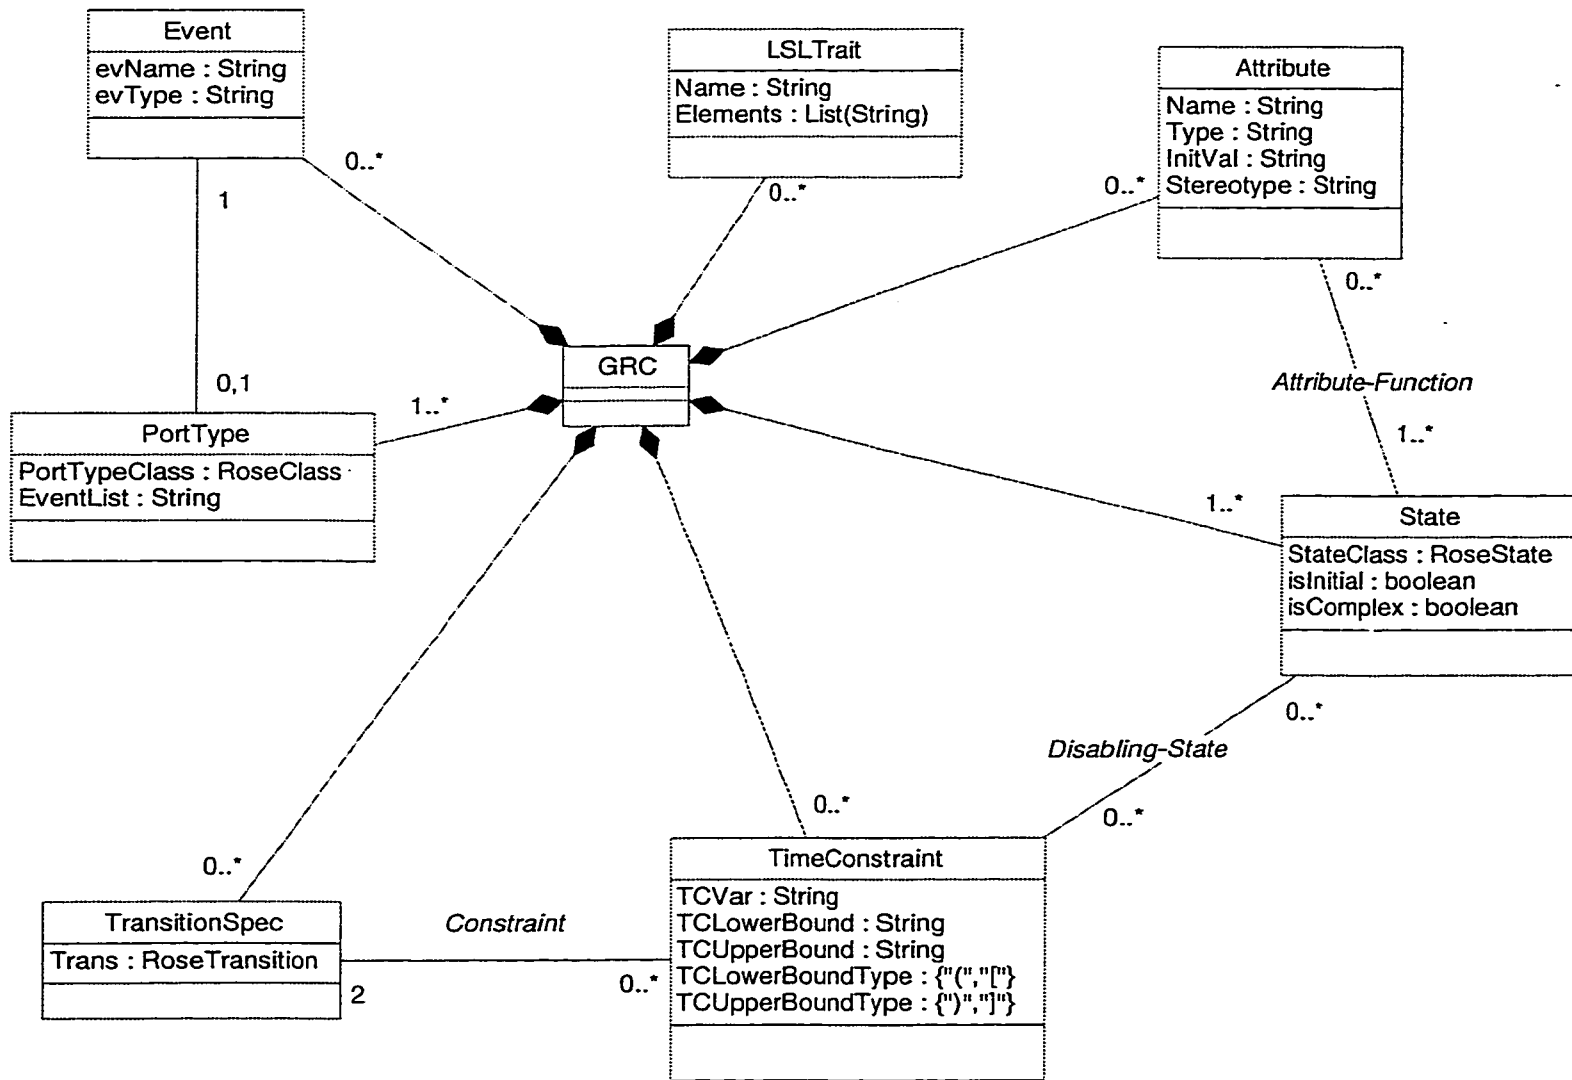 Event
evName : String
evType : String
LSLTrait
Name : String
Elements : List(String)
Attribute
Name : String
Type : String
InitVal : String
Stereotype : String
0..*
0..*
0..*
1
0..*
GRC
0,1
1..*
Attribute-Function
1..*
PortType
PortTypeClass : RoseClass
EventList : String
1..*
State
StateClass : RoseState
isInitial : boolean
isComplex : boolean
0..*
Disabling-State
0..*
0..*
0..*
TransitionSpec
Trans : RoseTransition
Constraint
2
0..*
TimeConstraint
TCVar : String
TCLowerBound : String
TCUpperBound : String
TCLowerBoundType : {"(","["}
TCUpperBoundType : {")","]"}